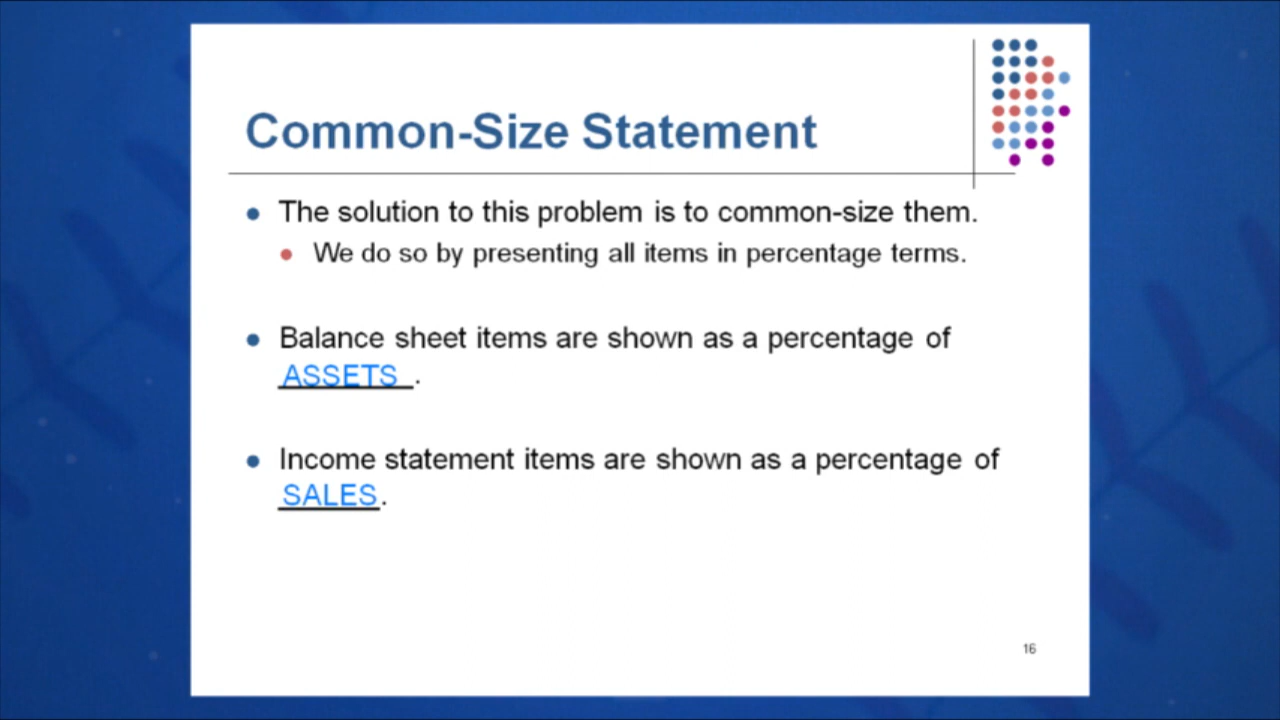 Common-Size Statement
The solution to this problem is to common-size them.
We do so by presenting all items in percentage terms.
Balance sheet items are shown as a percentage of
ASSETS.
Income statement items are shown as a percentage of
SALES.
16